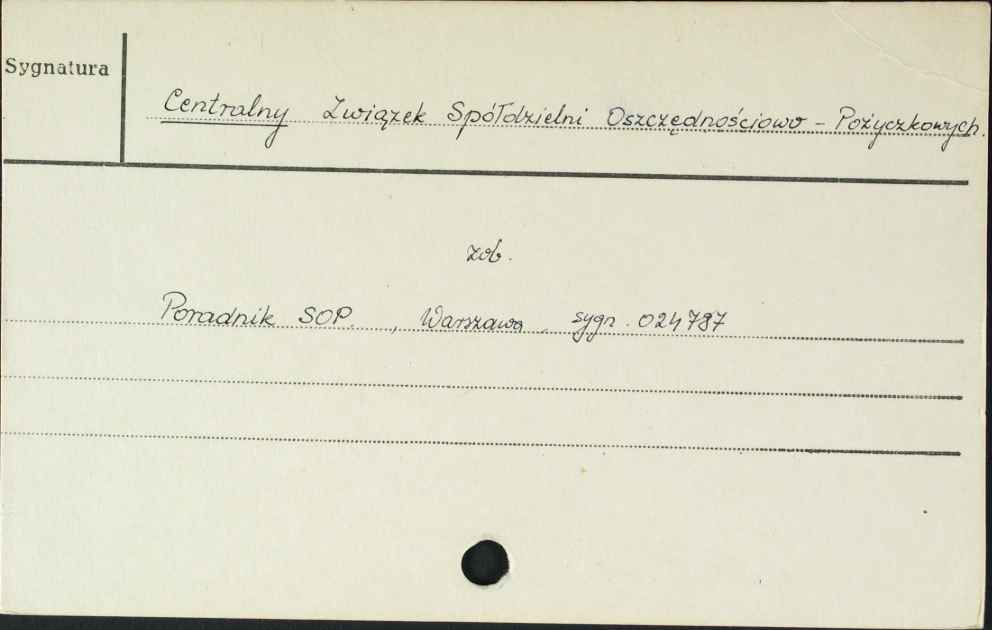 Sygnatura
Centralny Związek Spółdzielni Oszczędnościowo - Pożyczkowych.
zob.
Poradnik SOP. , Warszawa , sygn. 024787